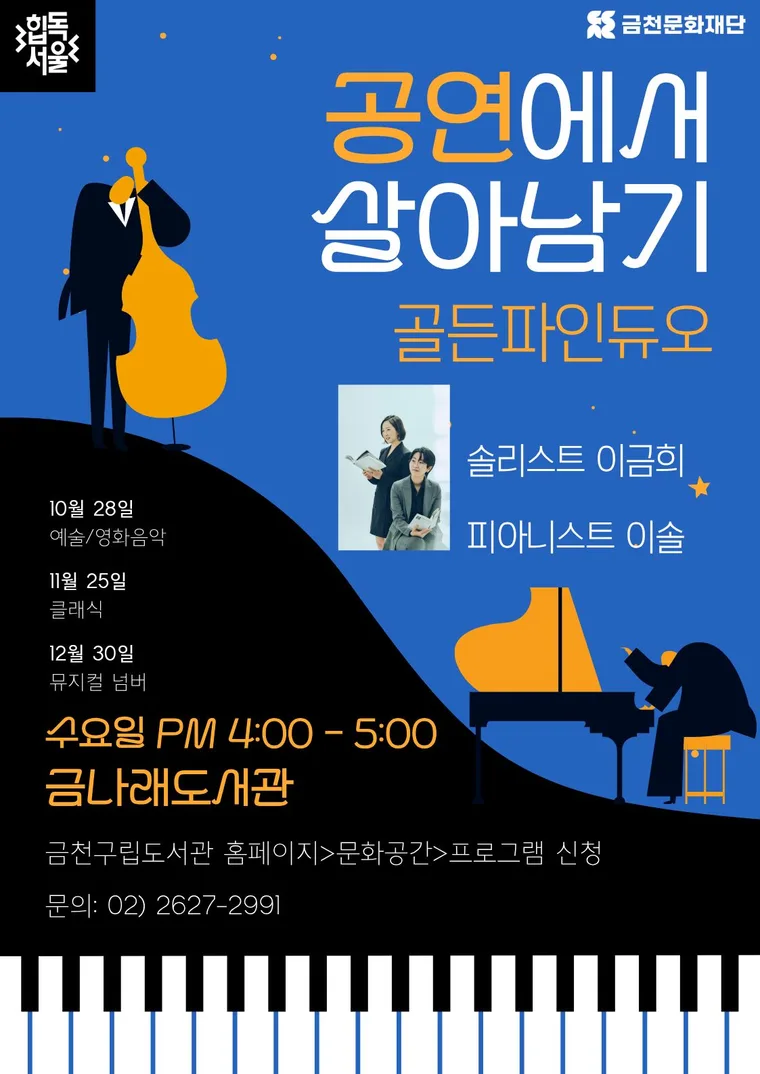 힙독
서울
금천문화재단
공연에서
살아남기
골든파인듀오
솔리스트 이금희
피아니스트 이솔
10월 28일
예술/영화음악
11월 25일
클래식
12월 30일
뮤지컬 넘버
수요일 PM 4:00 - 5:00
금나래도서관
금천구립도서관 홈페이지>문화공간>프로그램 신청
문의: 02) 2627-2991